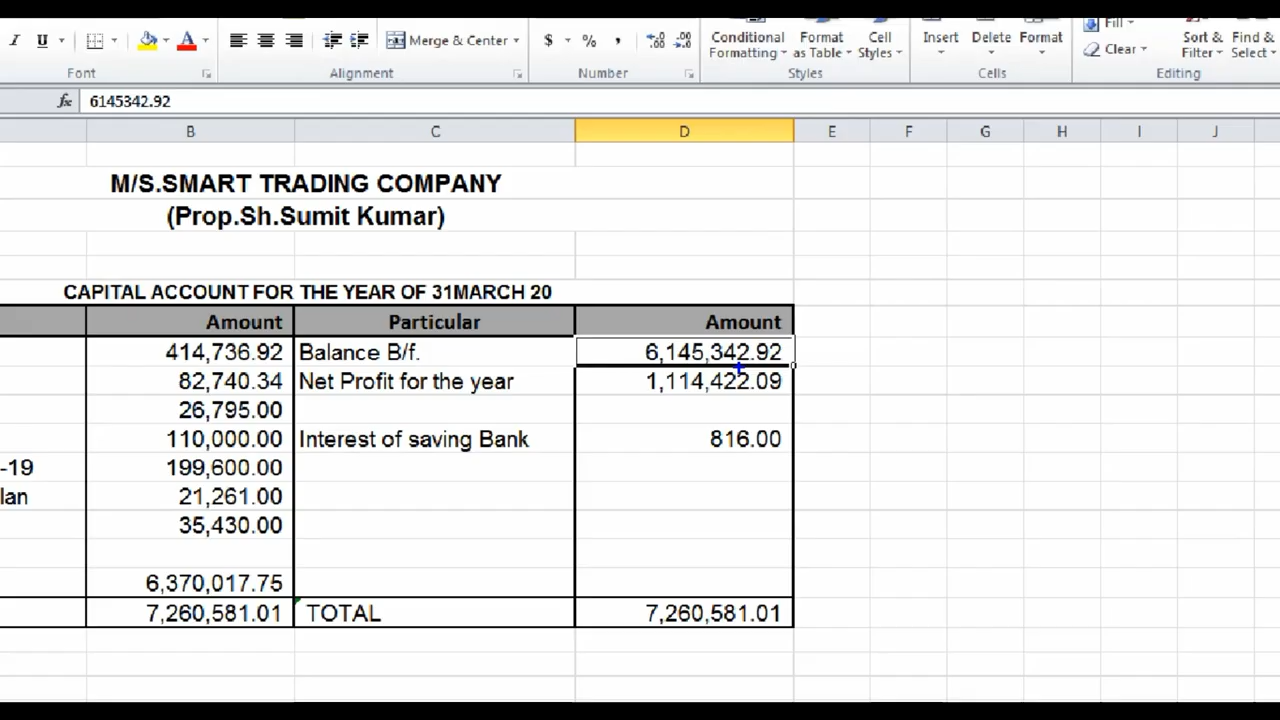 I U $ % , Merge & Center Conditional Formatting Format as Table Cell Styles Insert Delete Format Fill Clear Sort & Filter Find & Select
Font Alignment Number Styles Cells Editing
fx 6145342.92
B C D E F G H I J
M/S.SMART TRADING COMPANY
(Prop.Sh.Sumit Kumar)
CAPITAL ACCOUNT FOR THE YEAR OF 31MARCH 20
Amount Particular Amount
414,736.92 Balance B/f. 6,145,342.92
82,740.34 Net Profit for the year 1,114,422.09
26,795.00
110,000.00 Interest of saving Bank 816.00
-19 199,600.00
lan 21,261.00
35,430.00
6,370,017.75
7,260,581.01 TOTAL 7,260,581.01